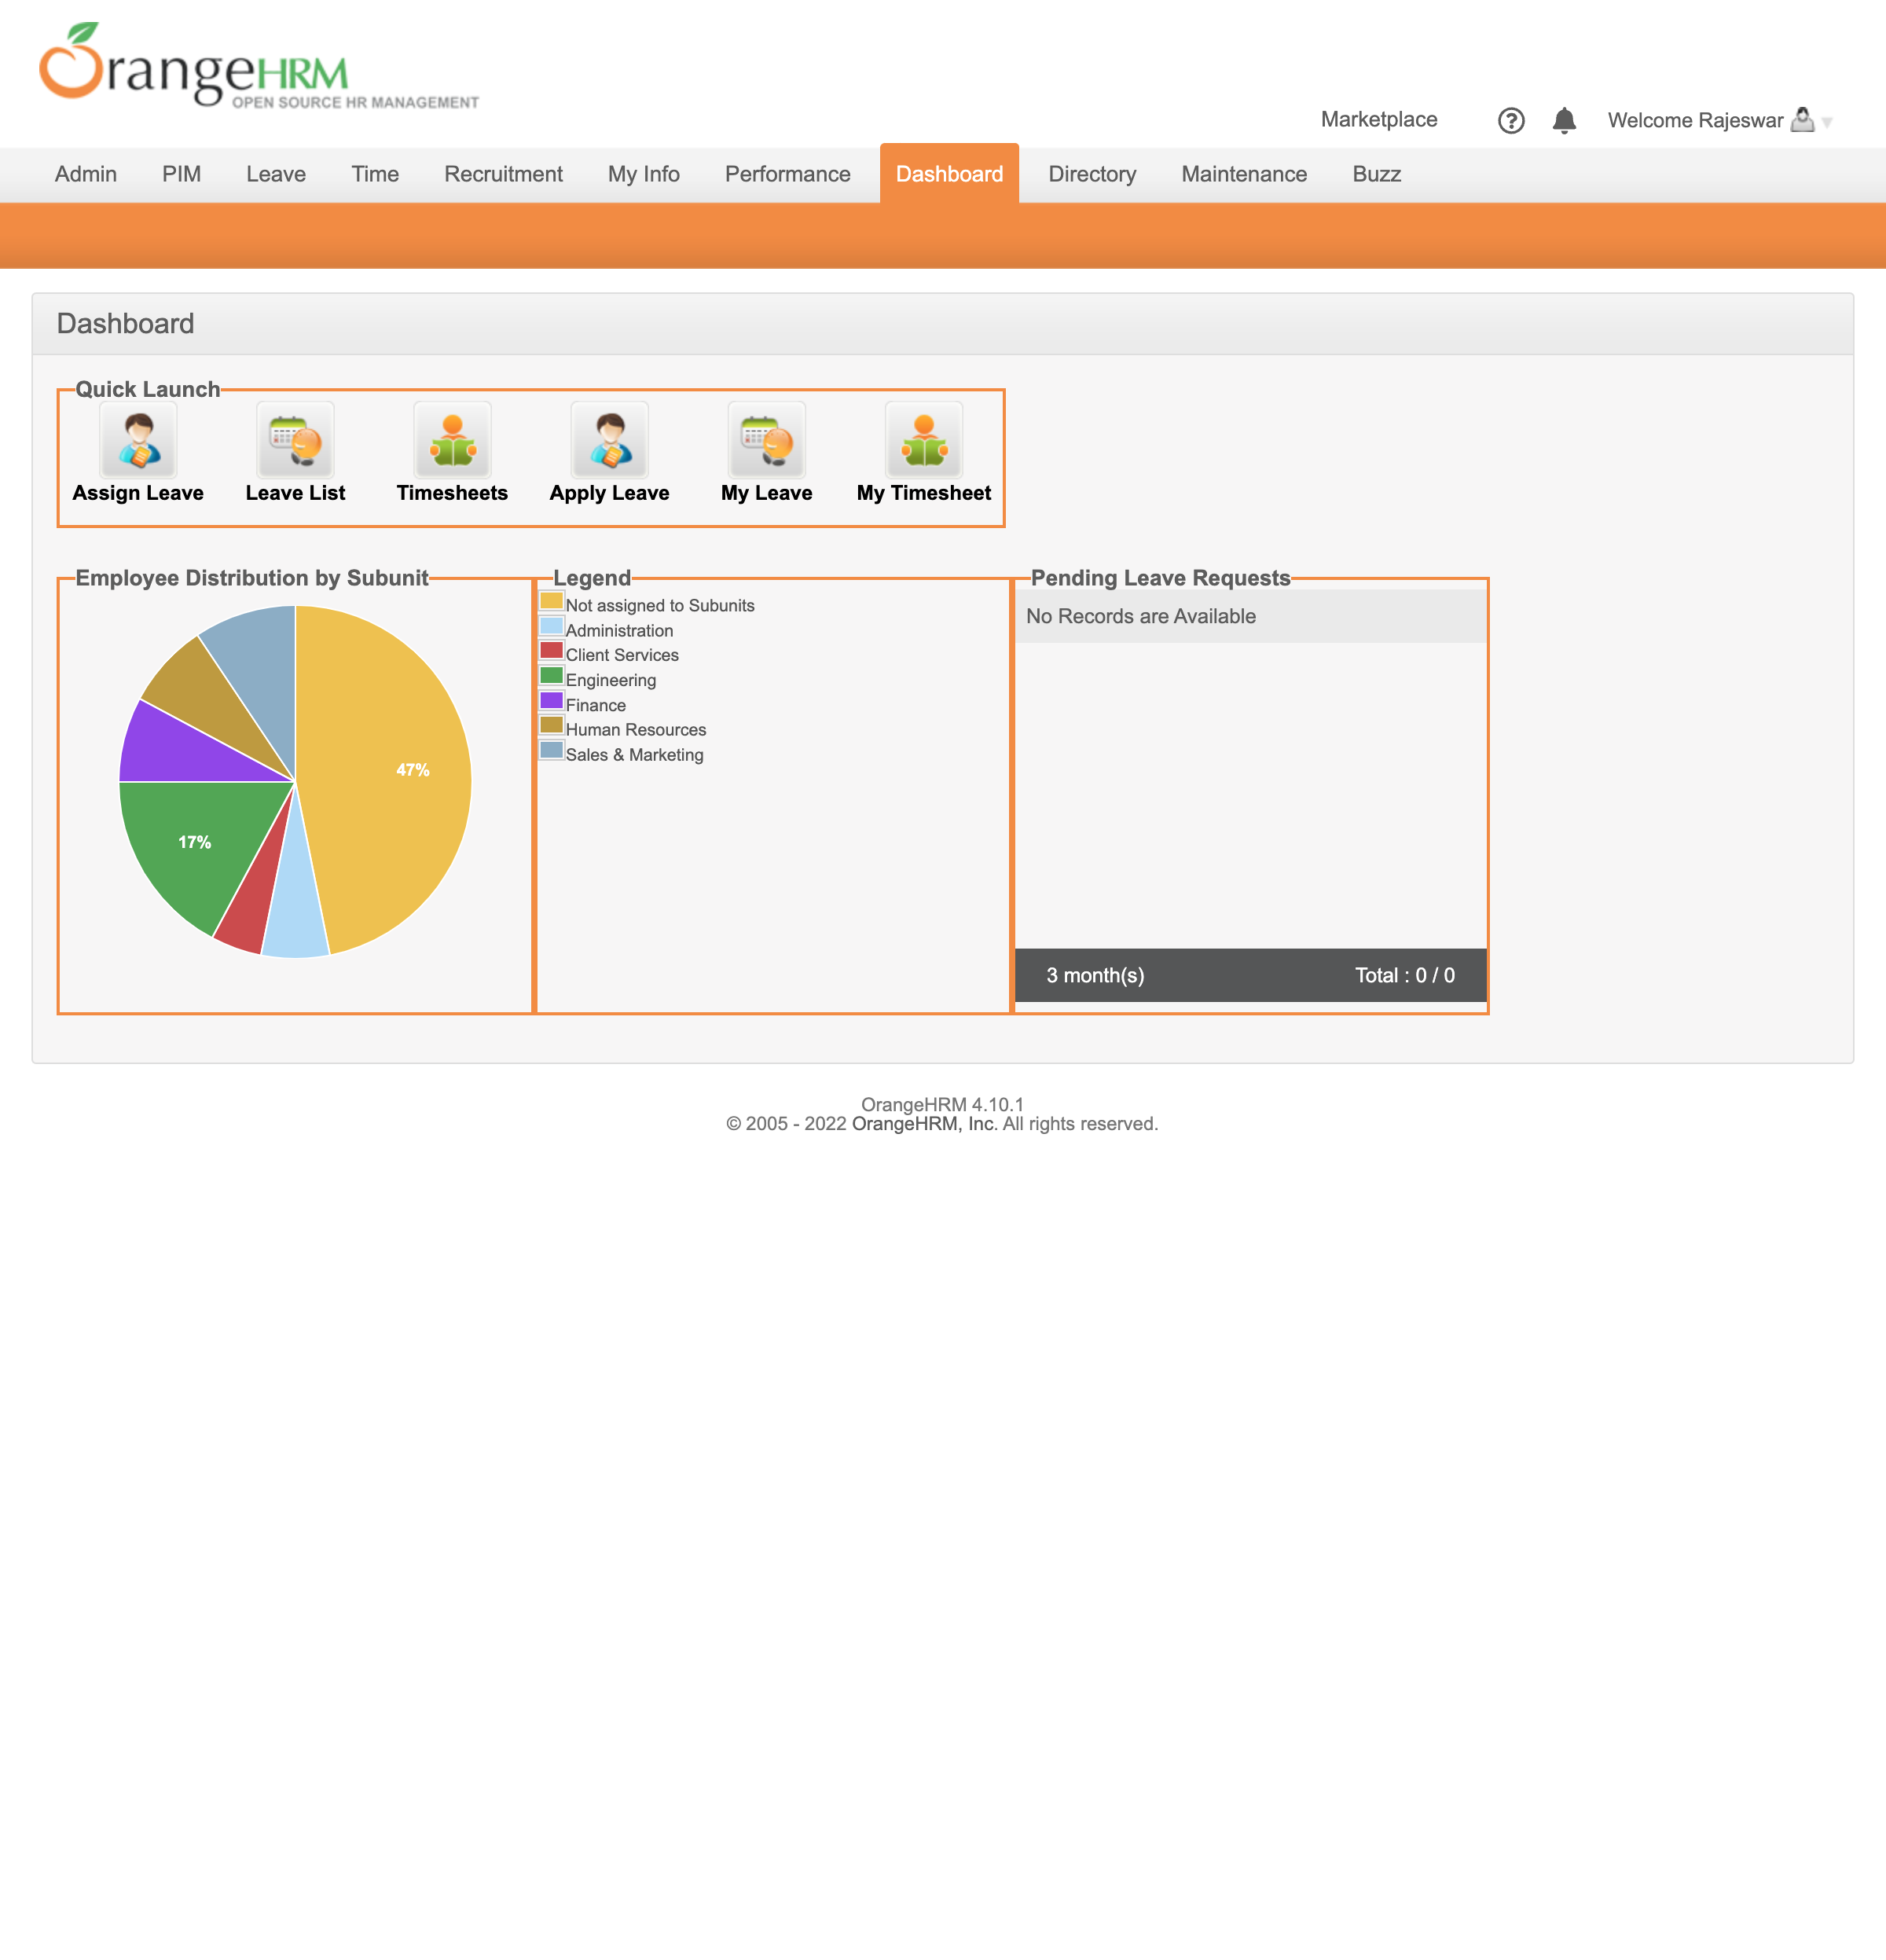 OrangeHRM
OPEN SOURCE HR MANAGEMENT
Marketplace
Welcome Rajeswar
Admin PIM Leave Time Recruitment My Info Performance Dashboard Directory Maintenance Buzz
Dashboard
Quick Launch
Assign Leave Leave List Timesheets Apply Leave My Leave My Timesheet
Employee Distribution by Subunit
47%
17%
Legend
Not assigned to Subunits
Administration
Client Services
Engineering
Finance
Human Resources
Sales & Marketing
Pending Leave Requests
No Records are Available
3 month(s) Total : 0 / 0
OrangeHRM 4.10.1
© 2005 - 2022 OrangeHRM, Inc. All rights reserved.